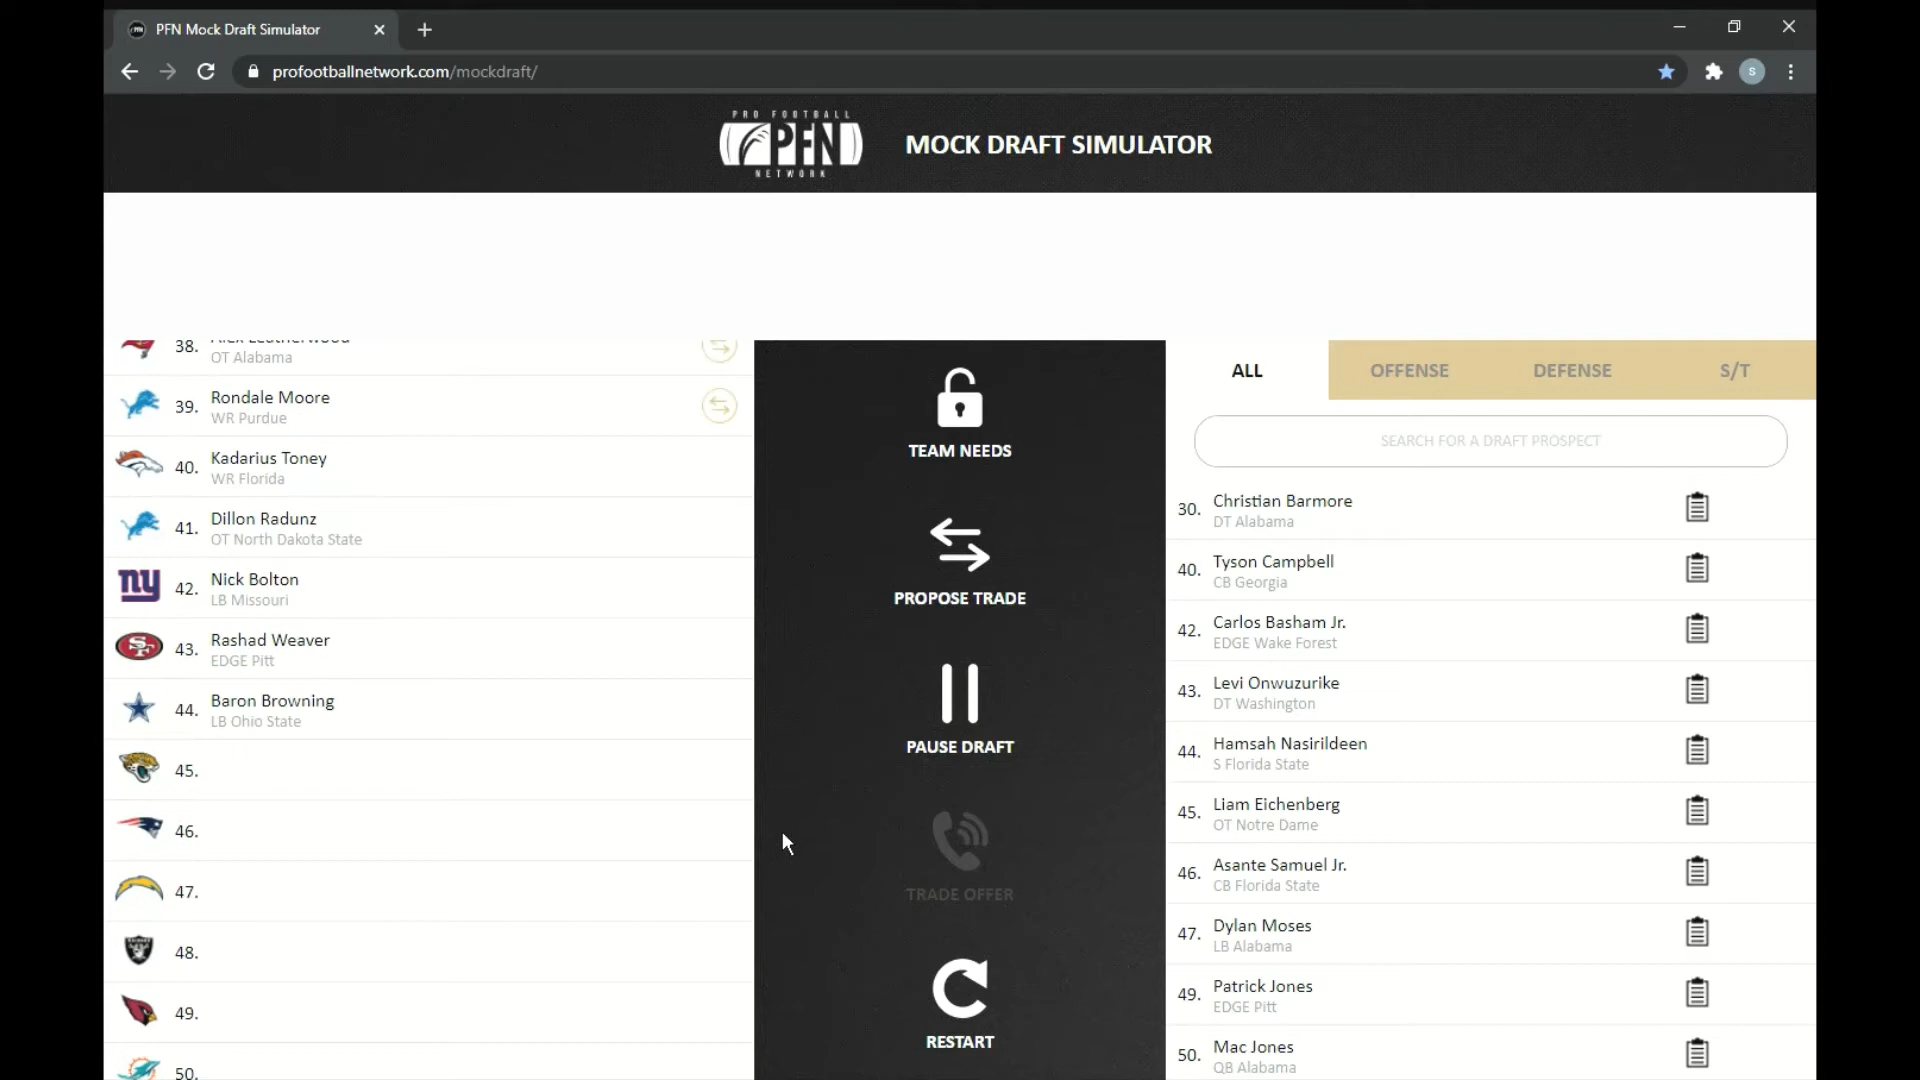 PFN Mock Draft Simulator
profootballnetwork.com/mockdraft/
S
PRO FOOTBALL
PFN
NETWORK
MOCK DRAFT SIMULATOR
38.
OT Alabama
39. Rondale Moore
WR Purdue
40. Kadarius Toney
WR Florida
41. Dillon Radunz
OT North Dakota State
ny
42. Nick Bolton
LB Missouri
SF
43. Rashad Weaver
EDGE Pitt
44. Baron Browning
LB Ohio State
45.
46.
47.
RAIDERS
48.
49.
50.
TEAM NEEDS
PROPOSE TRADE
PAUSE DRAFT
TRADE OFFER
RESTART
ALL
OFFENSE
DEFENSE
S/T
SEARCH FOR A DRAFT PROSPECT
30. Christian Barmore
DT Alabama
40. Tyson Campbell
CB Georgia
42. Carlos Basham Jr.
EDGE Wake Forest
43. Levi Onwuzurike
DT Washington
44. Hamsah Nasirildeen
S Florida State
45. Liam Eichenberg
OT Notre Dame
46. Asante Samuel Jr.
CB Florida State
47. Dylan Moses
LB Alabama
49. Patrick Jones
EDGE Pitt
50. Mac Jones
QB Alabama